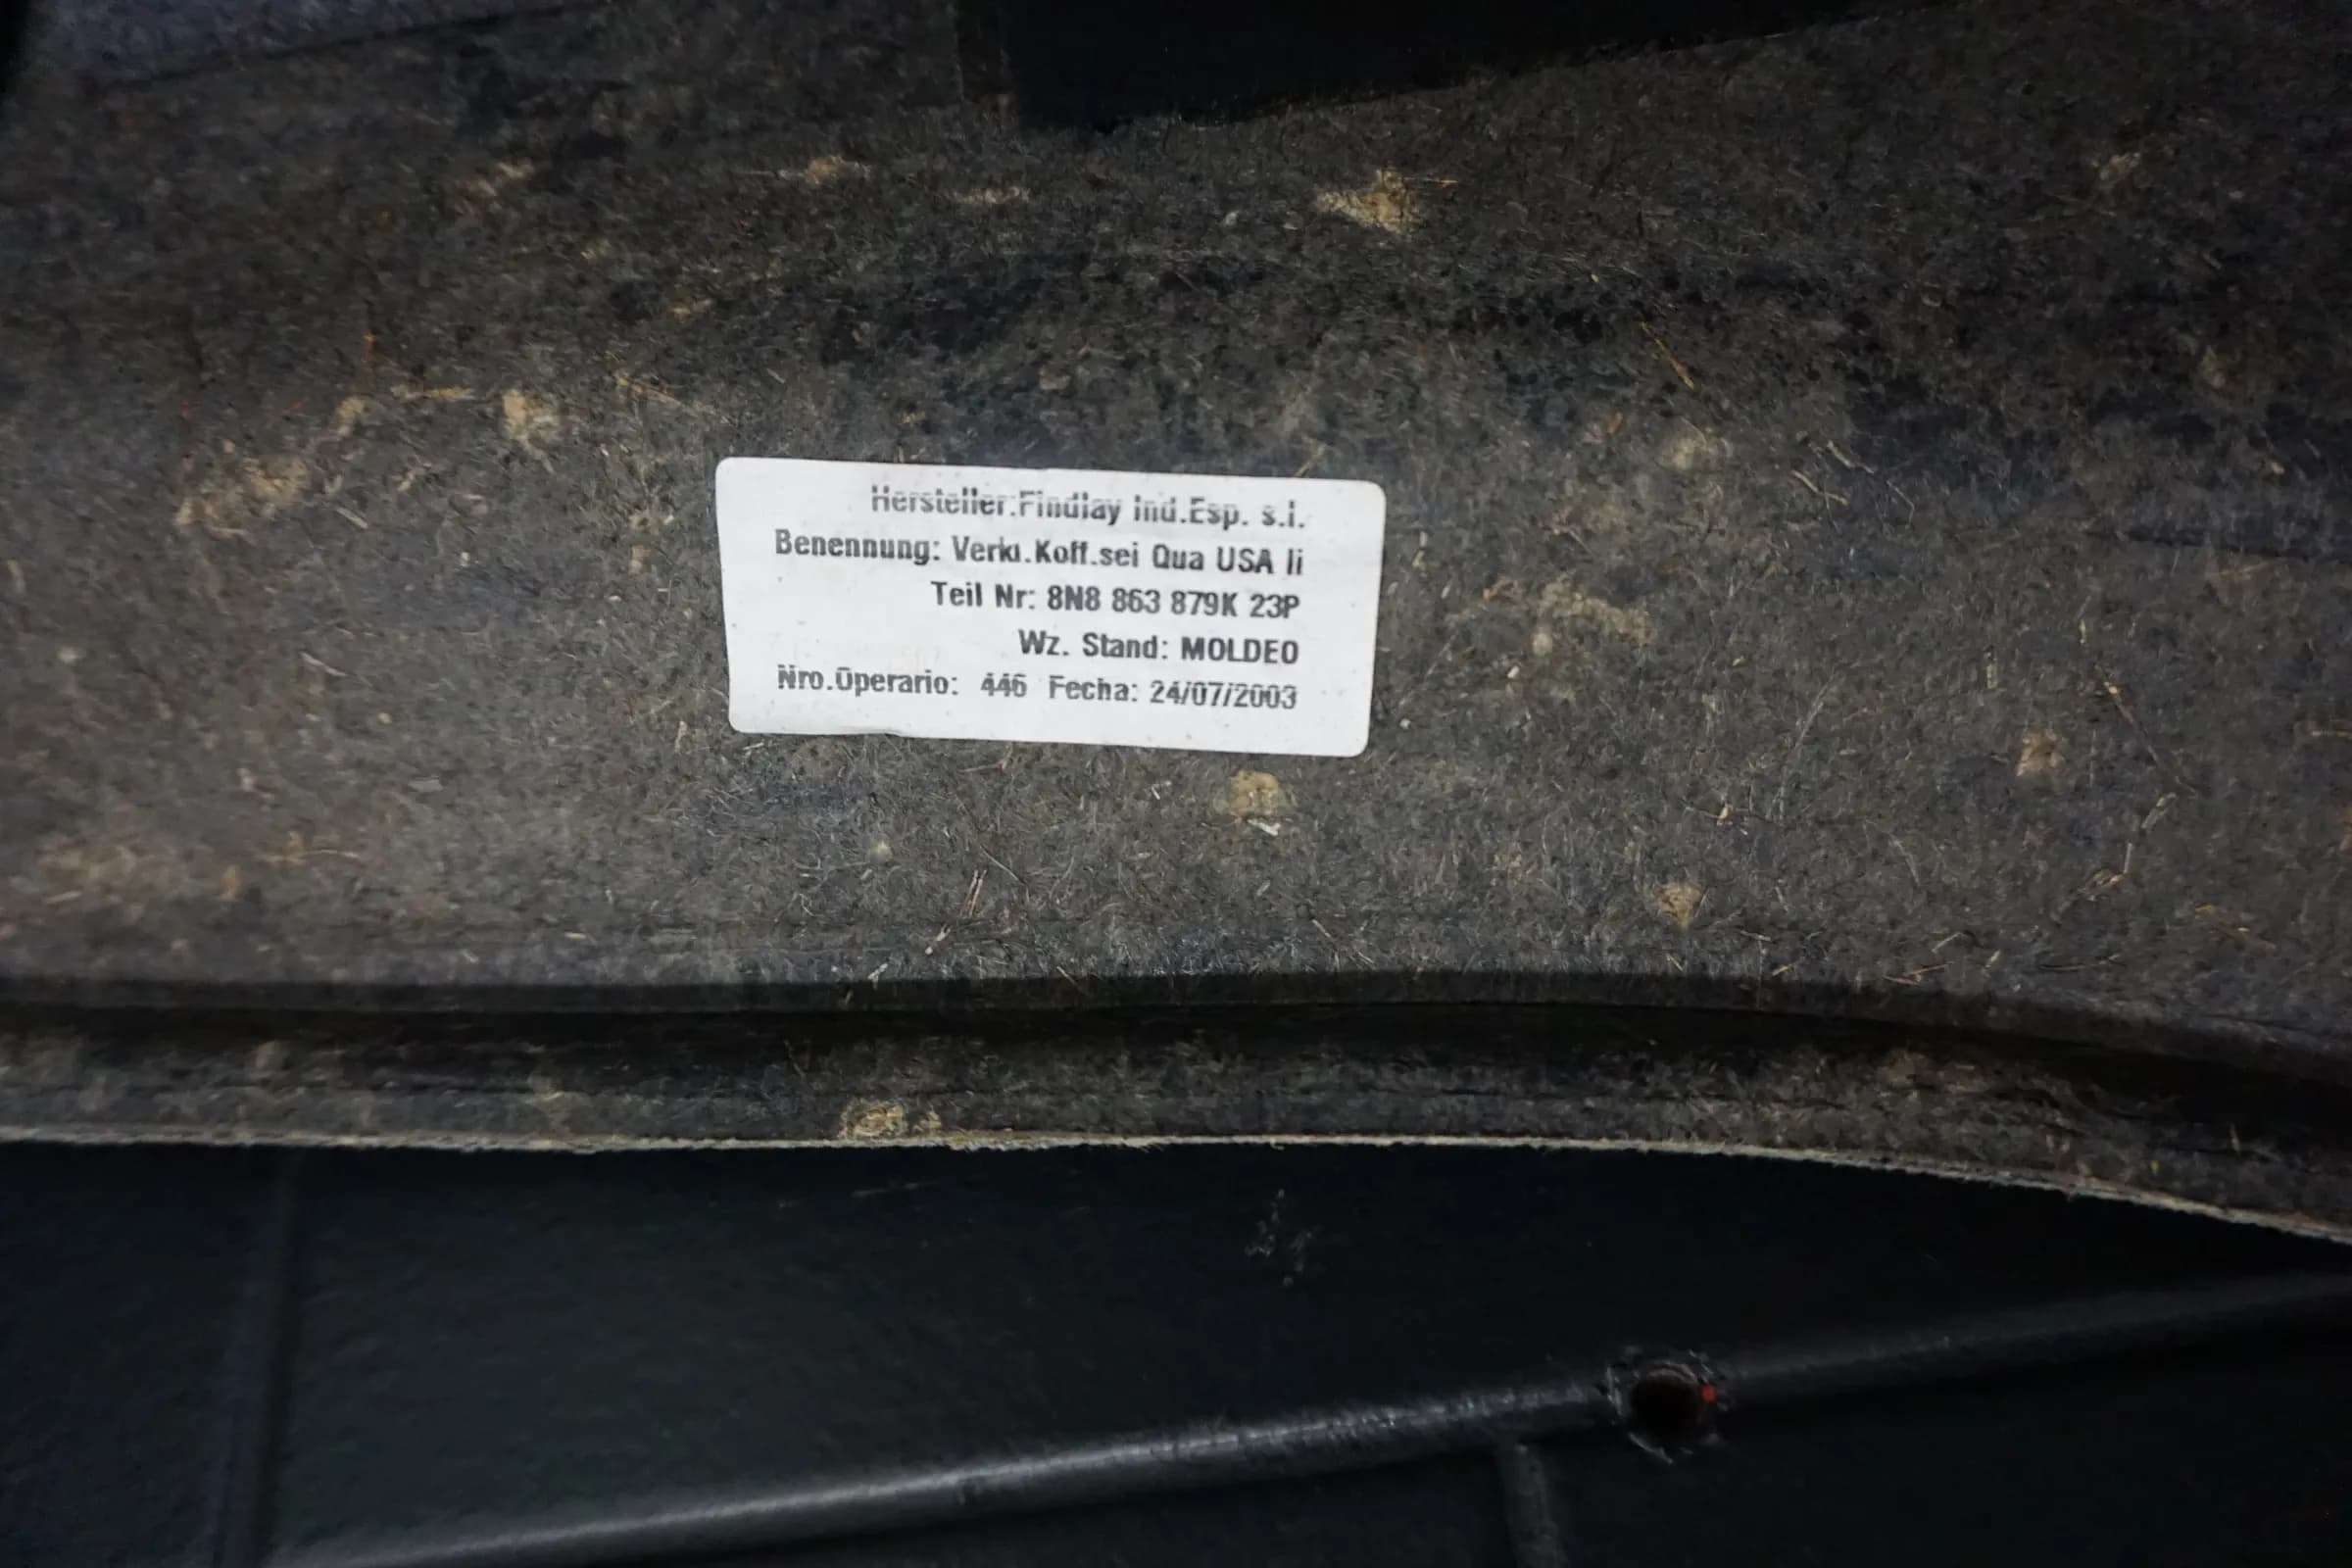 Hersteller:Findlay Ind.Esp. s.l.
Benennung: Verkl.Koff.sei Qua USA li
Teil Nr: 8N8 863 879K 23P
Wz. Stand: MOLDEO
Nro.Operario: 446 Fecha: 24/07/2003